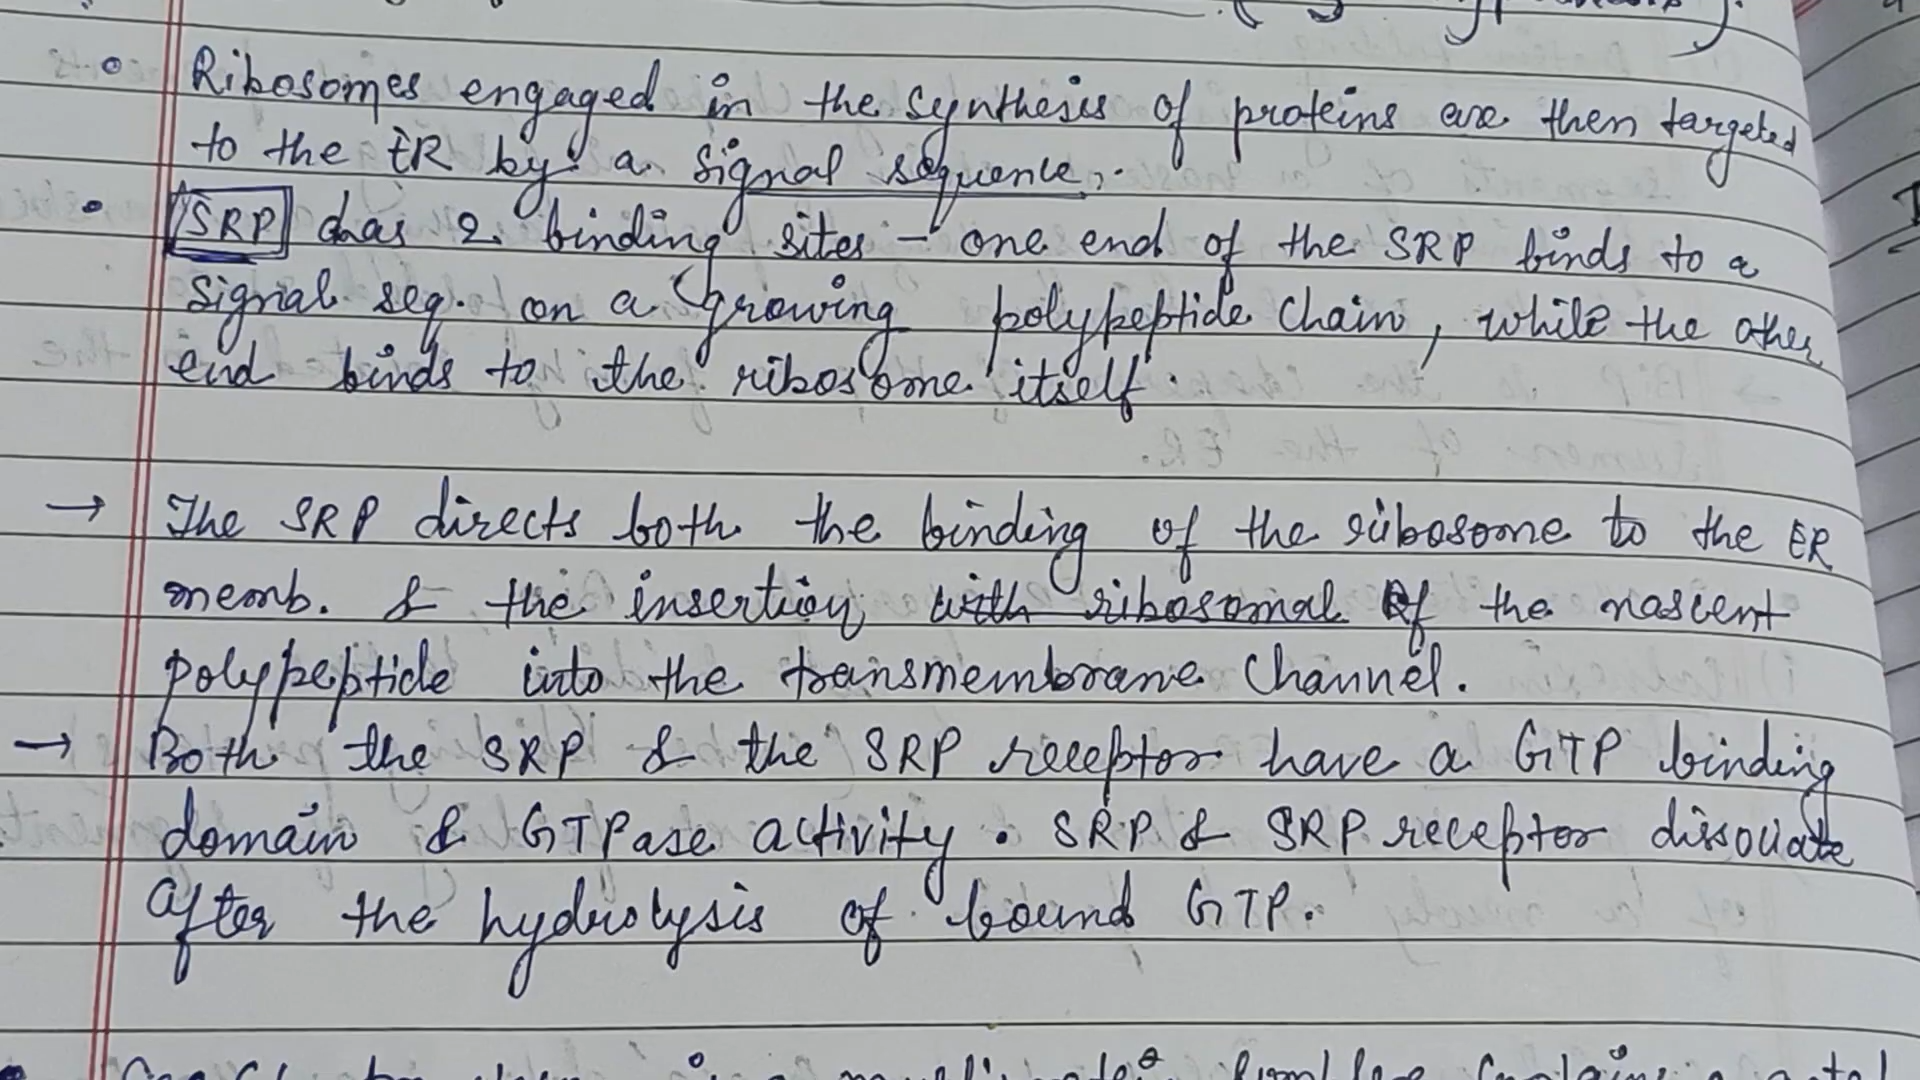 • Ribosomes engaged in the synthesis of proteins are then targeted
to the ER by a signal sequence.
• SRP has 2 binding sites - one end of the SRP binds to a
signal seq. on a growing polypeptide chain, while the other
end binds to the ribosome itself.
→ The SRP directs both the binding of the ribosome to the ER
memb. & the insertion with ribosomal of the nascent
polypeptide into the transmembrane channel.
→ Both the SRP & the SRP receptor have a GTP binding
domain & GTPase activity. SRP & SRP receptor dissociate
after the hydrolysis of bound GTP.